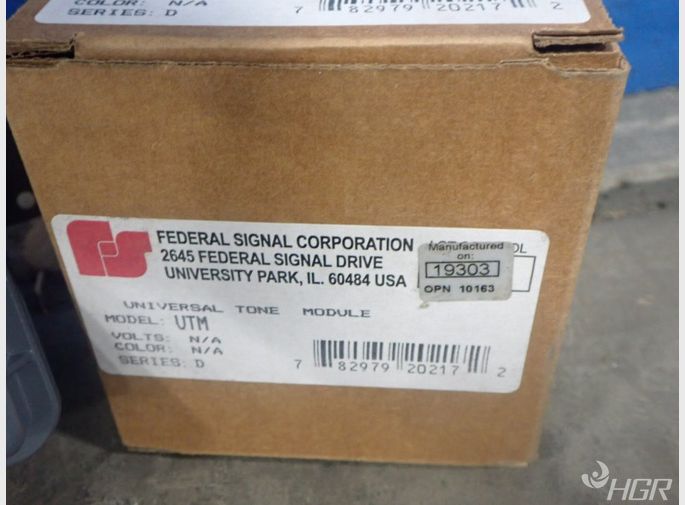 COLOR: N/A
SERIES: D
7 82979 20217 2
FEDERAL SIGNAL CORPORATION
2645 FEDERAL SIGNAL DRIVE
UNIVERSITY PARK, IL. 60484 USA
Manufactured
on:
19303
OPN 10163
UNIVERSAL TONE MODULE
MODEL: UTM
VOLTS: N/A
COLOR: N/A
SERIES: D
7 82979 20217 2
HGR